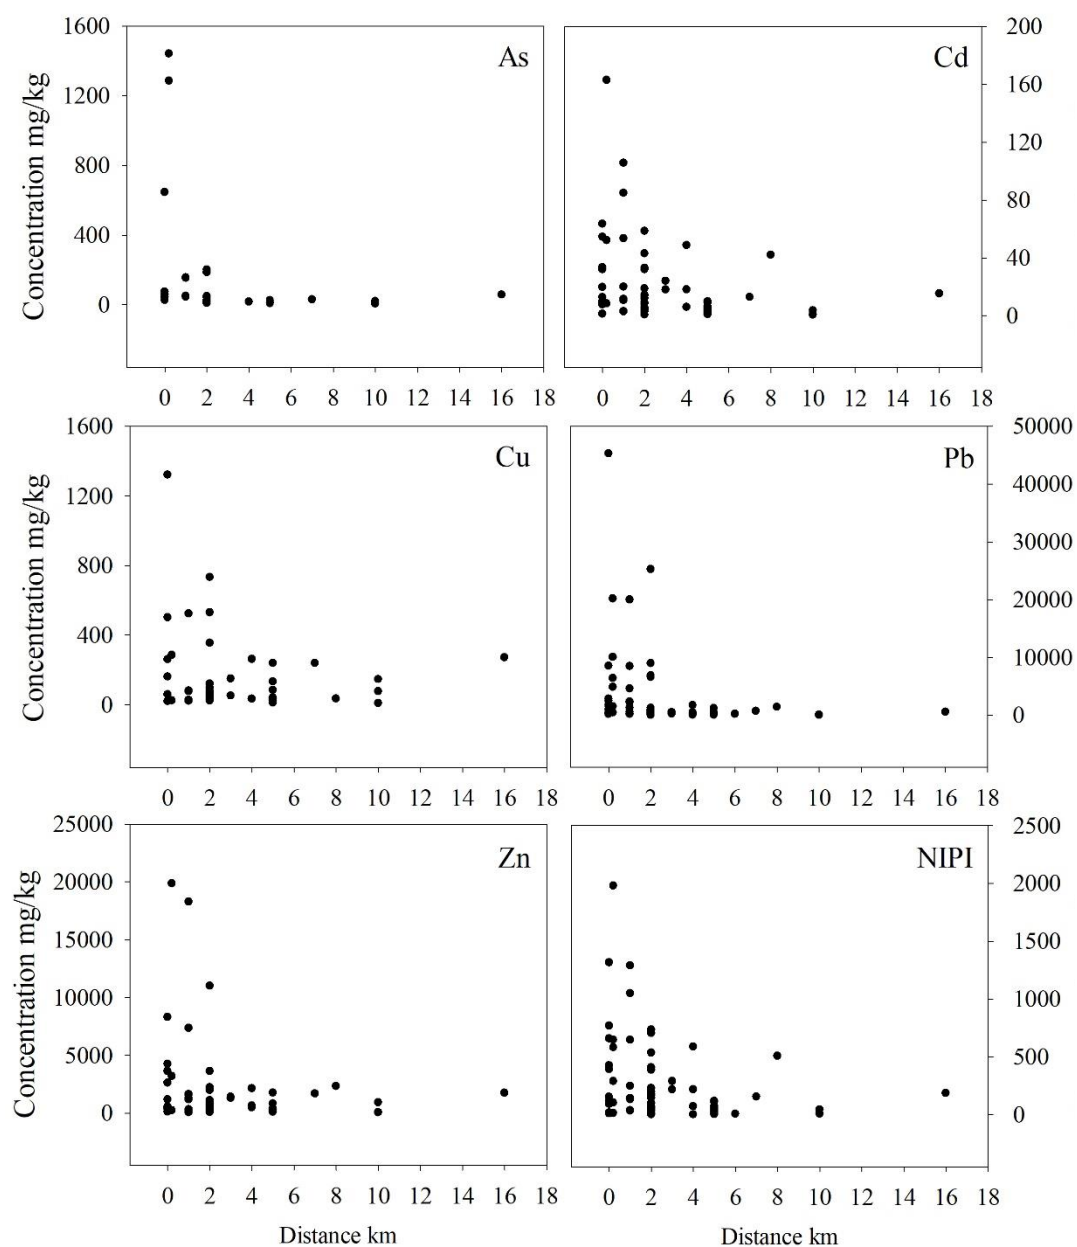 1600
1200
800
400
0
Concentration mg/kg
As
0 2 4 6 8 10 12 14 16 18
200
160
120
80
40
0
Cd
0 2 4 6 8 10 12 14 16 18
1600
1200
800
400
0
Concentration mg/kg
Cu
0 2 4 6 8 10 12 14 16 18
50000
40000
30000
20000
10000
0
Pb
0 2 4 6 8 10 12 14 16 18
25000
20000
15000
10000
5000
0
Concentration mg/kg
Zn
0 2 4 6 8 10 12 14 16 18
Distance km
2500
2000
1500
1000
500
0
NIPI
0 2 4 6 8 10 12 14 16 18
Distance km